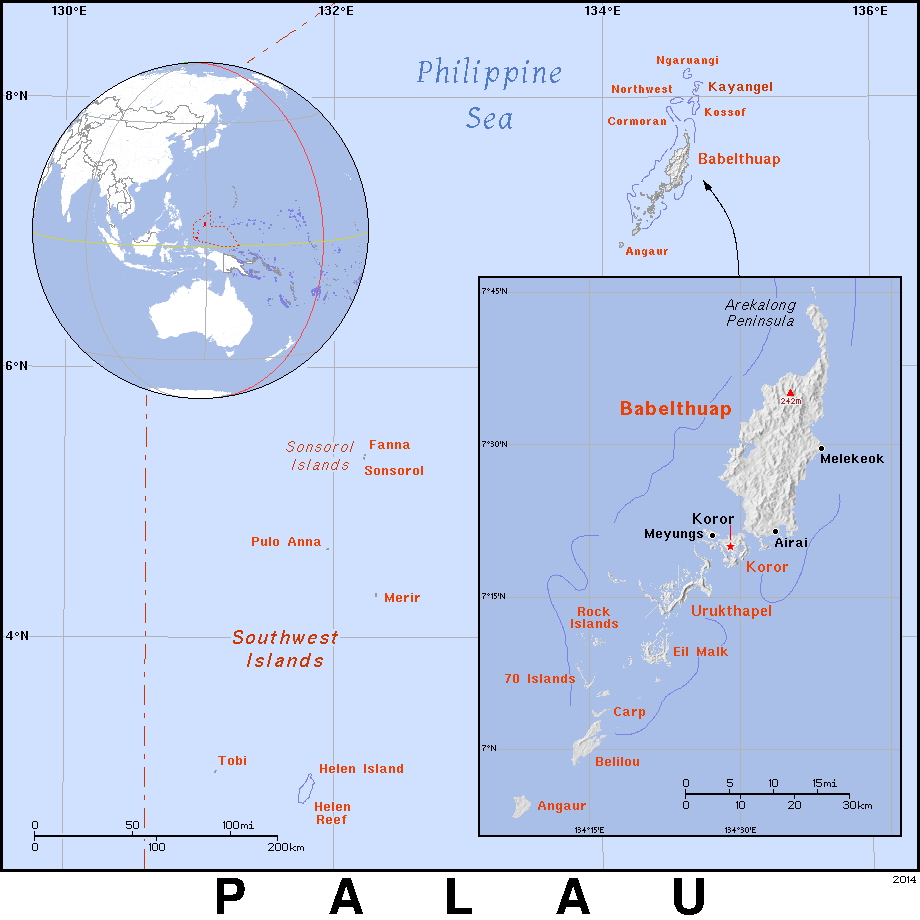 130°E
132°E
134°E
136°E
Philippine
Sea
Ngaruangi
Northwest
Kayangel
Kossof
Cormoran
8°N
Babelthuap
Angaur
7°45'N
Arekalong
Peninsula
6°N
242m
Babelthuap
7°30'N
Melekeok
Sonsorol
Islands
Fanna
Sonsorol
Koror
Meyungs
Airai
Pulo Anna
Koror
7°15'N
Merir
Rock
Islands
Urukthapel
4°N
Southwest
Islands
Eil Malk
70 Islands
Carp
7°N
Belilou
Tobi
Helen Island
Helen
Reef
0 5 10 15mi
0 10 20 30km
Angaur
134°15'E
134°30'E
0 50 100mi
0 100 200km
2014
PALAU